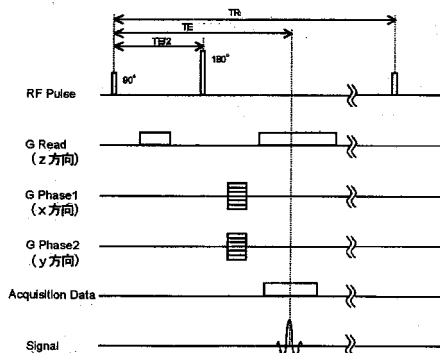 TR
TE
TE/2
90°
180°
RF Pulse
G Read
(z方向)
G Phase1
(x方向)
G Phase2
(y方向)
Acquisition Data
Signal